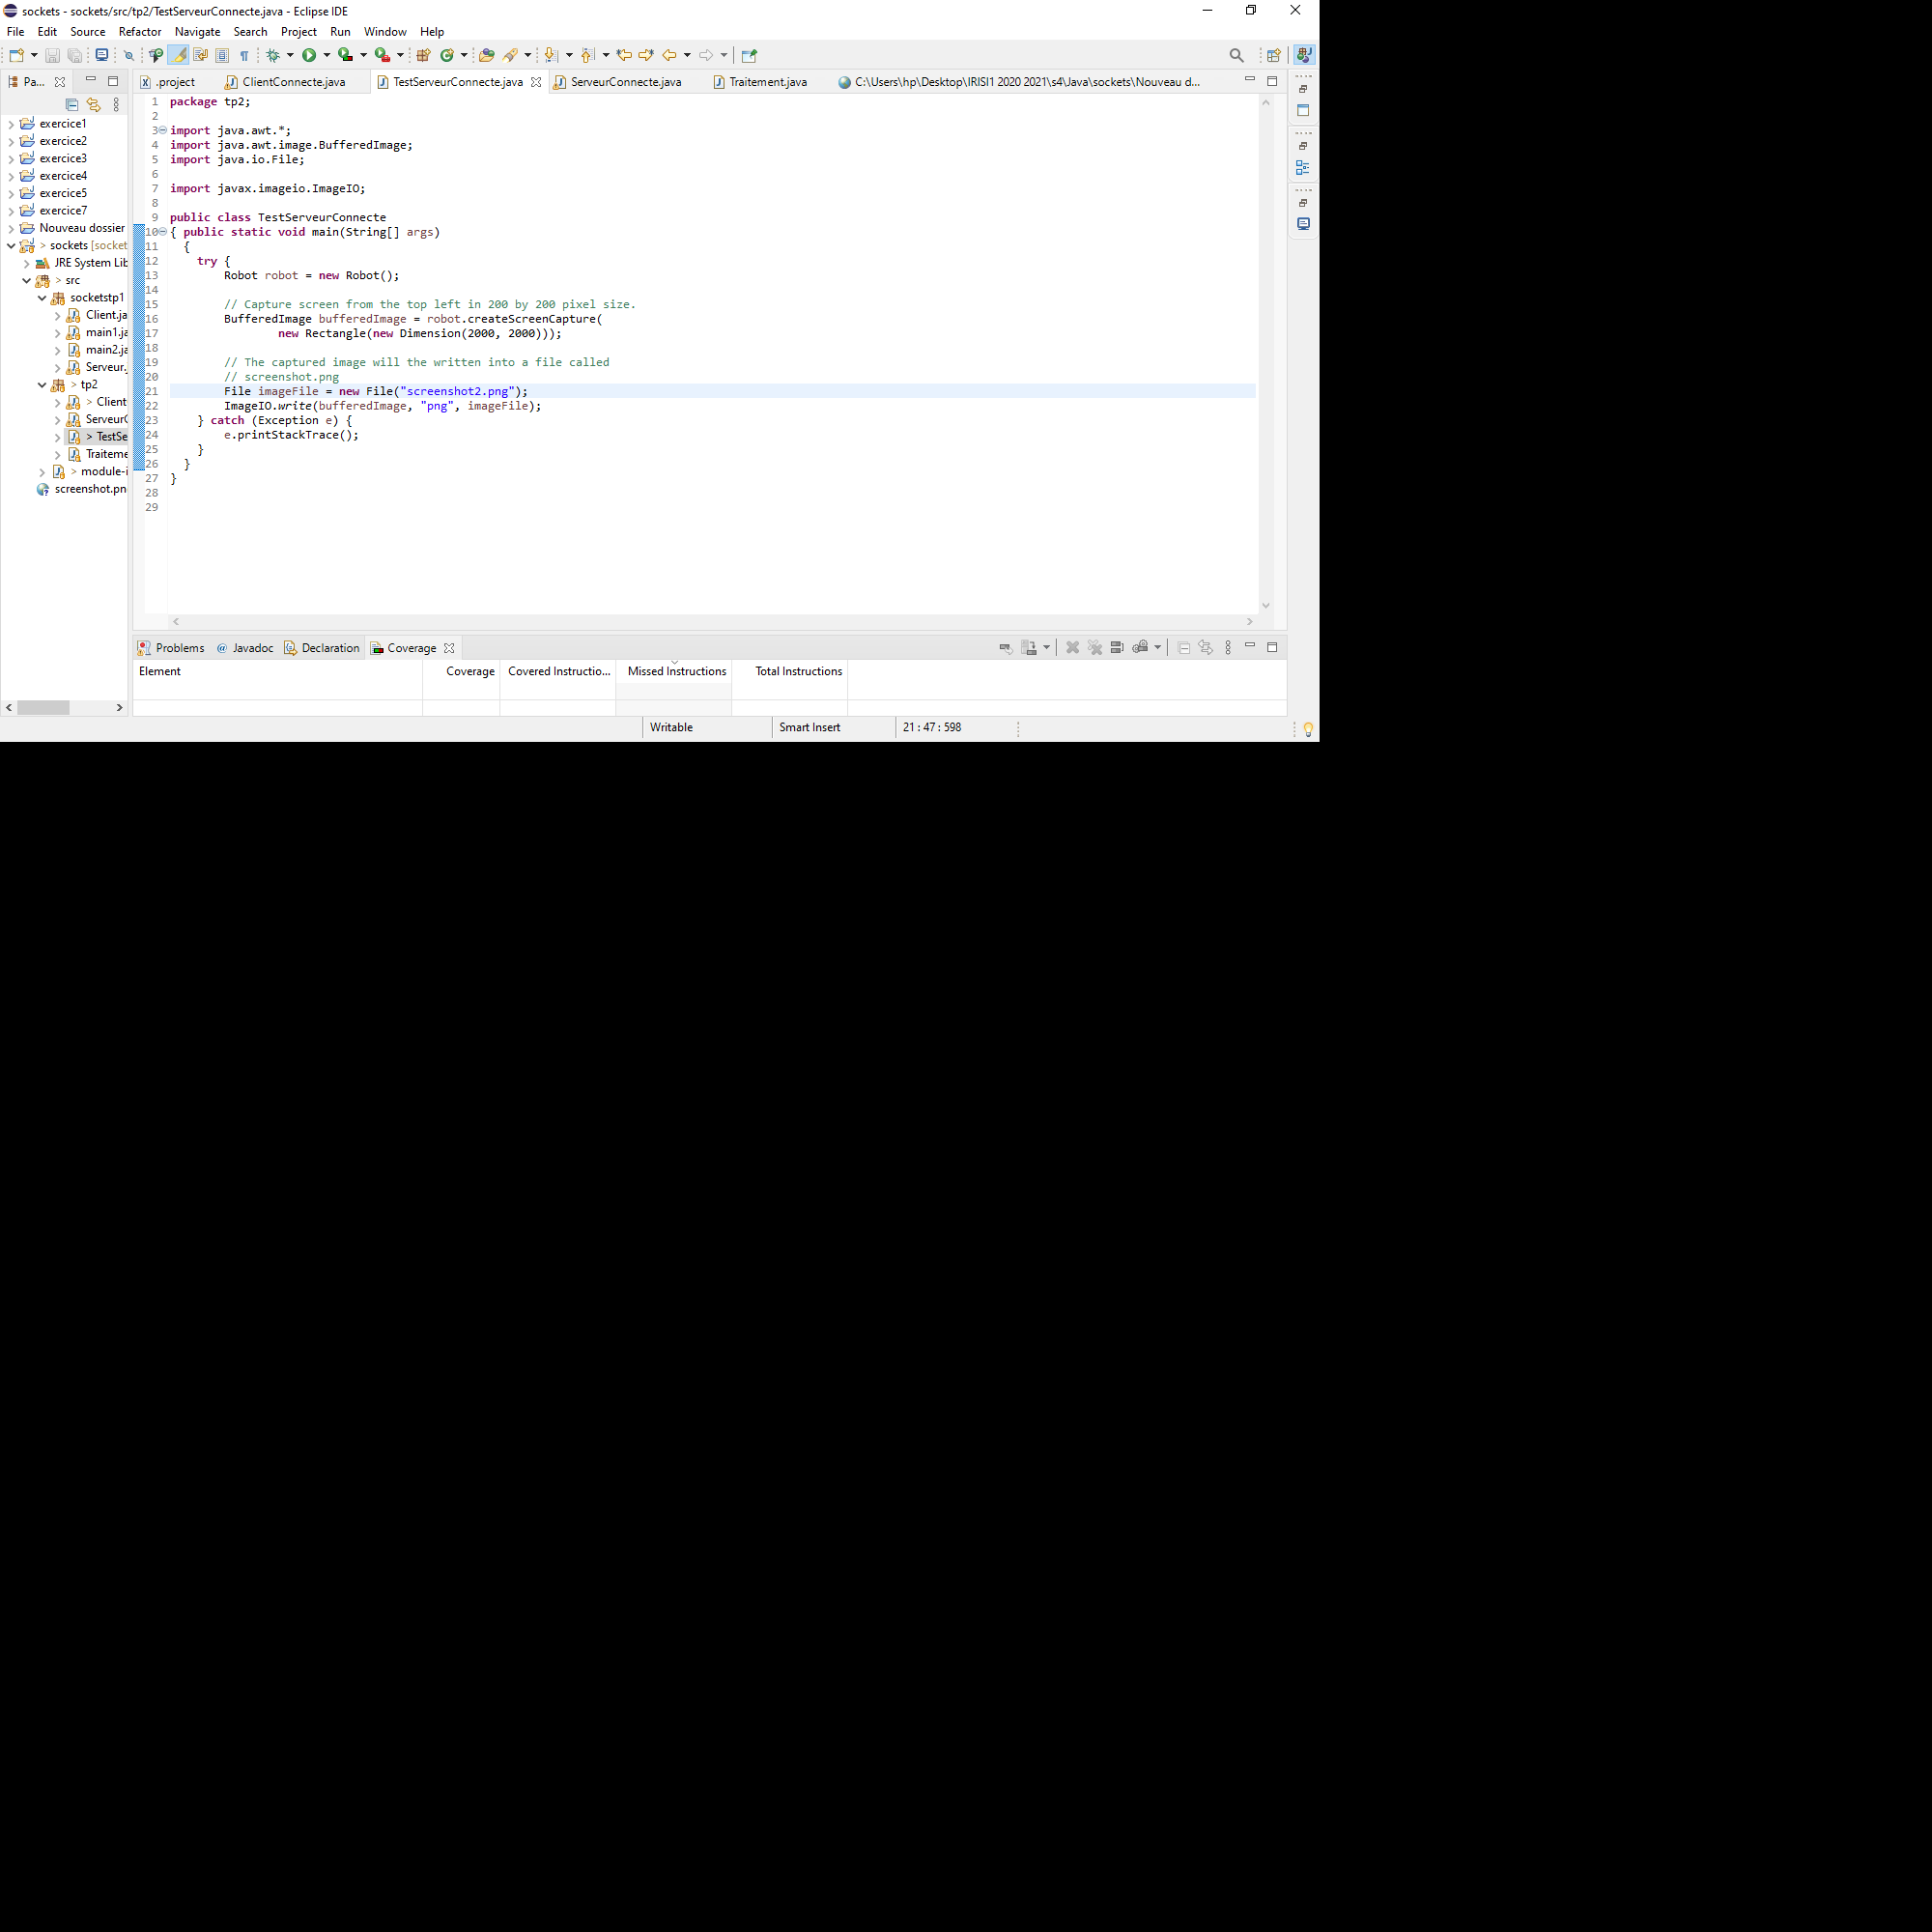 sockets - sockets/src/tp2/TestServeurConnecte.java - Eclipse IDE
File Edit Source Refactor Navigate Search Project Run Window Help
Pa...
.project ClientConnecte.java TestServeurConnecte.java ServeurConnecte.java Traitement.java C:\Users\hp\Desktop\IRISI1 2020 2021\s4\Java\sockets\Nouveau d...
exercice1
exercice2
exercice3
exercice4
exercice5
exercice7
Nouveau dossier
> sockets [socket
JRE System Lib
> src
socketstp1
Client.ja
main1.ja
main2.ja
Serveur.
> tp2
> Client
ServeurC
> TestSe
Traiteme
> module-i
screenshot.pn
1 package tp2;
2
3 import java.awt.*;
4 import java.awt.image.BufferedImage;
5 import java.io.File;
6
7 import javax.imageio.ImageIO;
8
9 public class TestServeurConnecte
10 { public static void main(String[] args)
11 {
12 try {
13 Robot robot = new Robot();
14
15 // Capture screen from the top left in 200 by 200 pixel size.
16 BufferedImage bufferedImage = robot.createScreenCapture(
17 new Rectangle(new Dimension(2000, 2000)));
18
19 // The captured image will the written into a file called
20 // screenshot.png
21 File imageFile = new File("screenshot2.png");
22 ImageIO.write(bufferedImage, "png", imageFile);
23 } catch (Exception e) {
24 e.printStackTrace();
25 }
26 }
27 }
28
29
Problems @ Javadoc Declaration Coverage
Element Coverage Covered Instructio... Missed Instructions Total Instructions
Writable Smart Insert 21 : 47 : 598